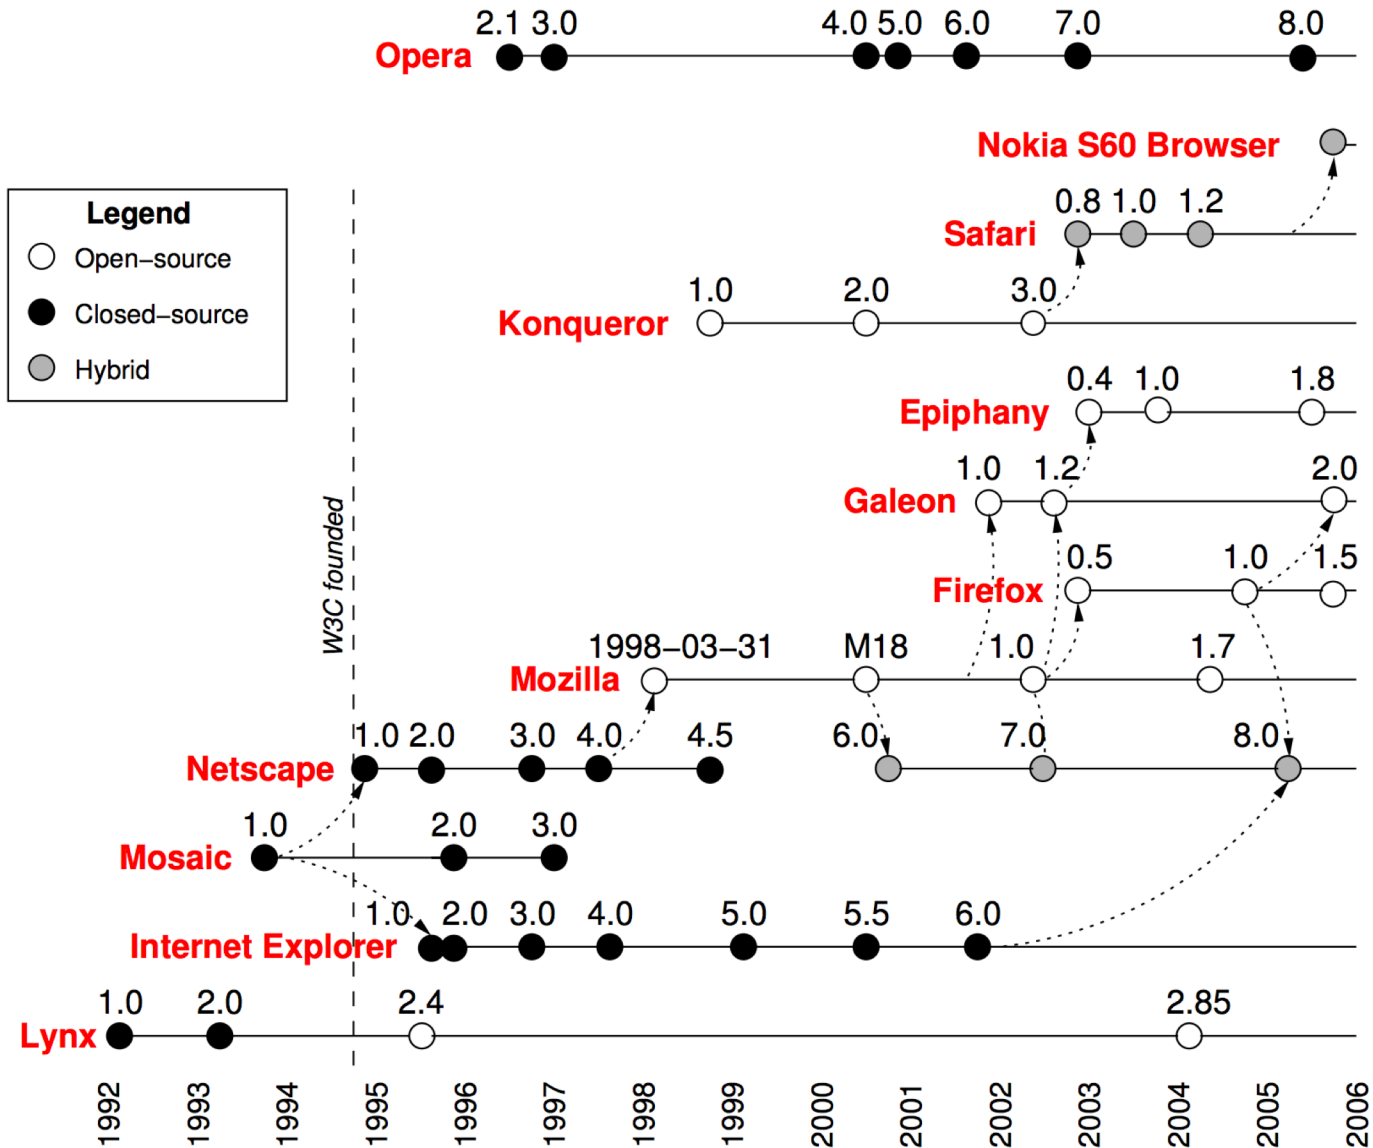 2.1 3.0 4.0 5.0 6.0 7.0 8.0
Opera
Nokia S60 Browser
Legend
Open–source
Closed–source
Hybrid
0.8 1.0 1.2
Safari
1.0 2.0 3.0
Konqueror
0.4 1.0 1.8
Epiphany
1.0 1.2 2.0
Galeon
W3C founded
0.5 1.0 1.5
Firefox
1998–03–31 M18 1.0 1.7
Mozilla
1.0 2.0 3.0 4.0 4.5 6.0 7.0 8.0
Netscape
1.0 2.0 3.0
Mosaic
1.0 2.0 3.0 4.0 5.0 5.5 6.0
Internet Explorer
1.0 2.0 2.4 2.85
Lynx
1992 1993 1994 1995 1996 1997 1998 1999 2000 2001 2002 2003 2004 2005 2006